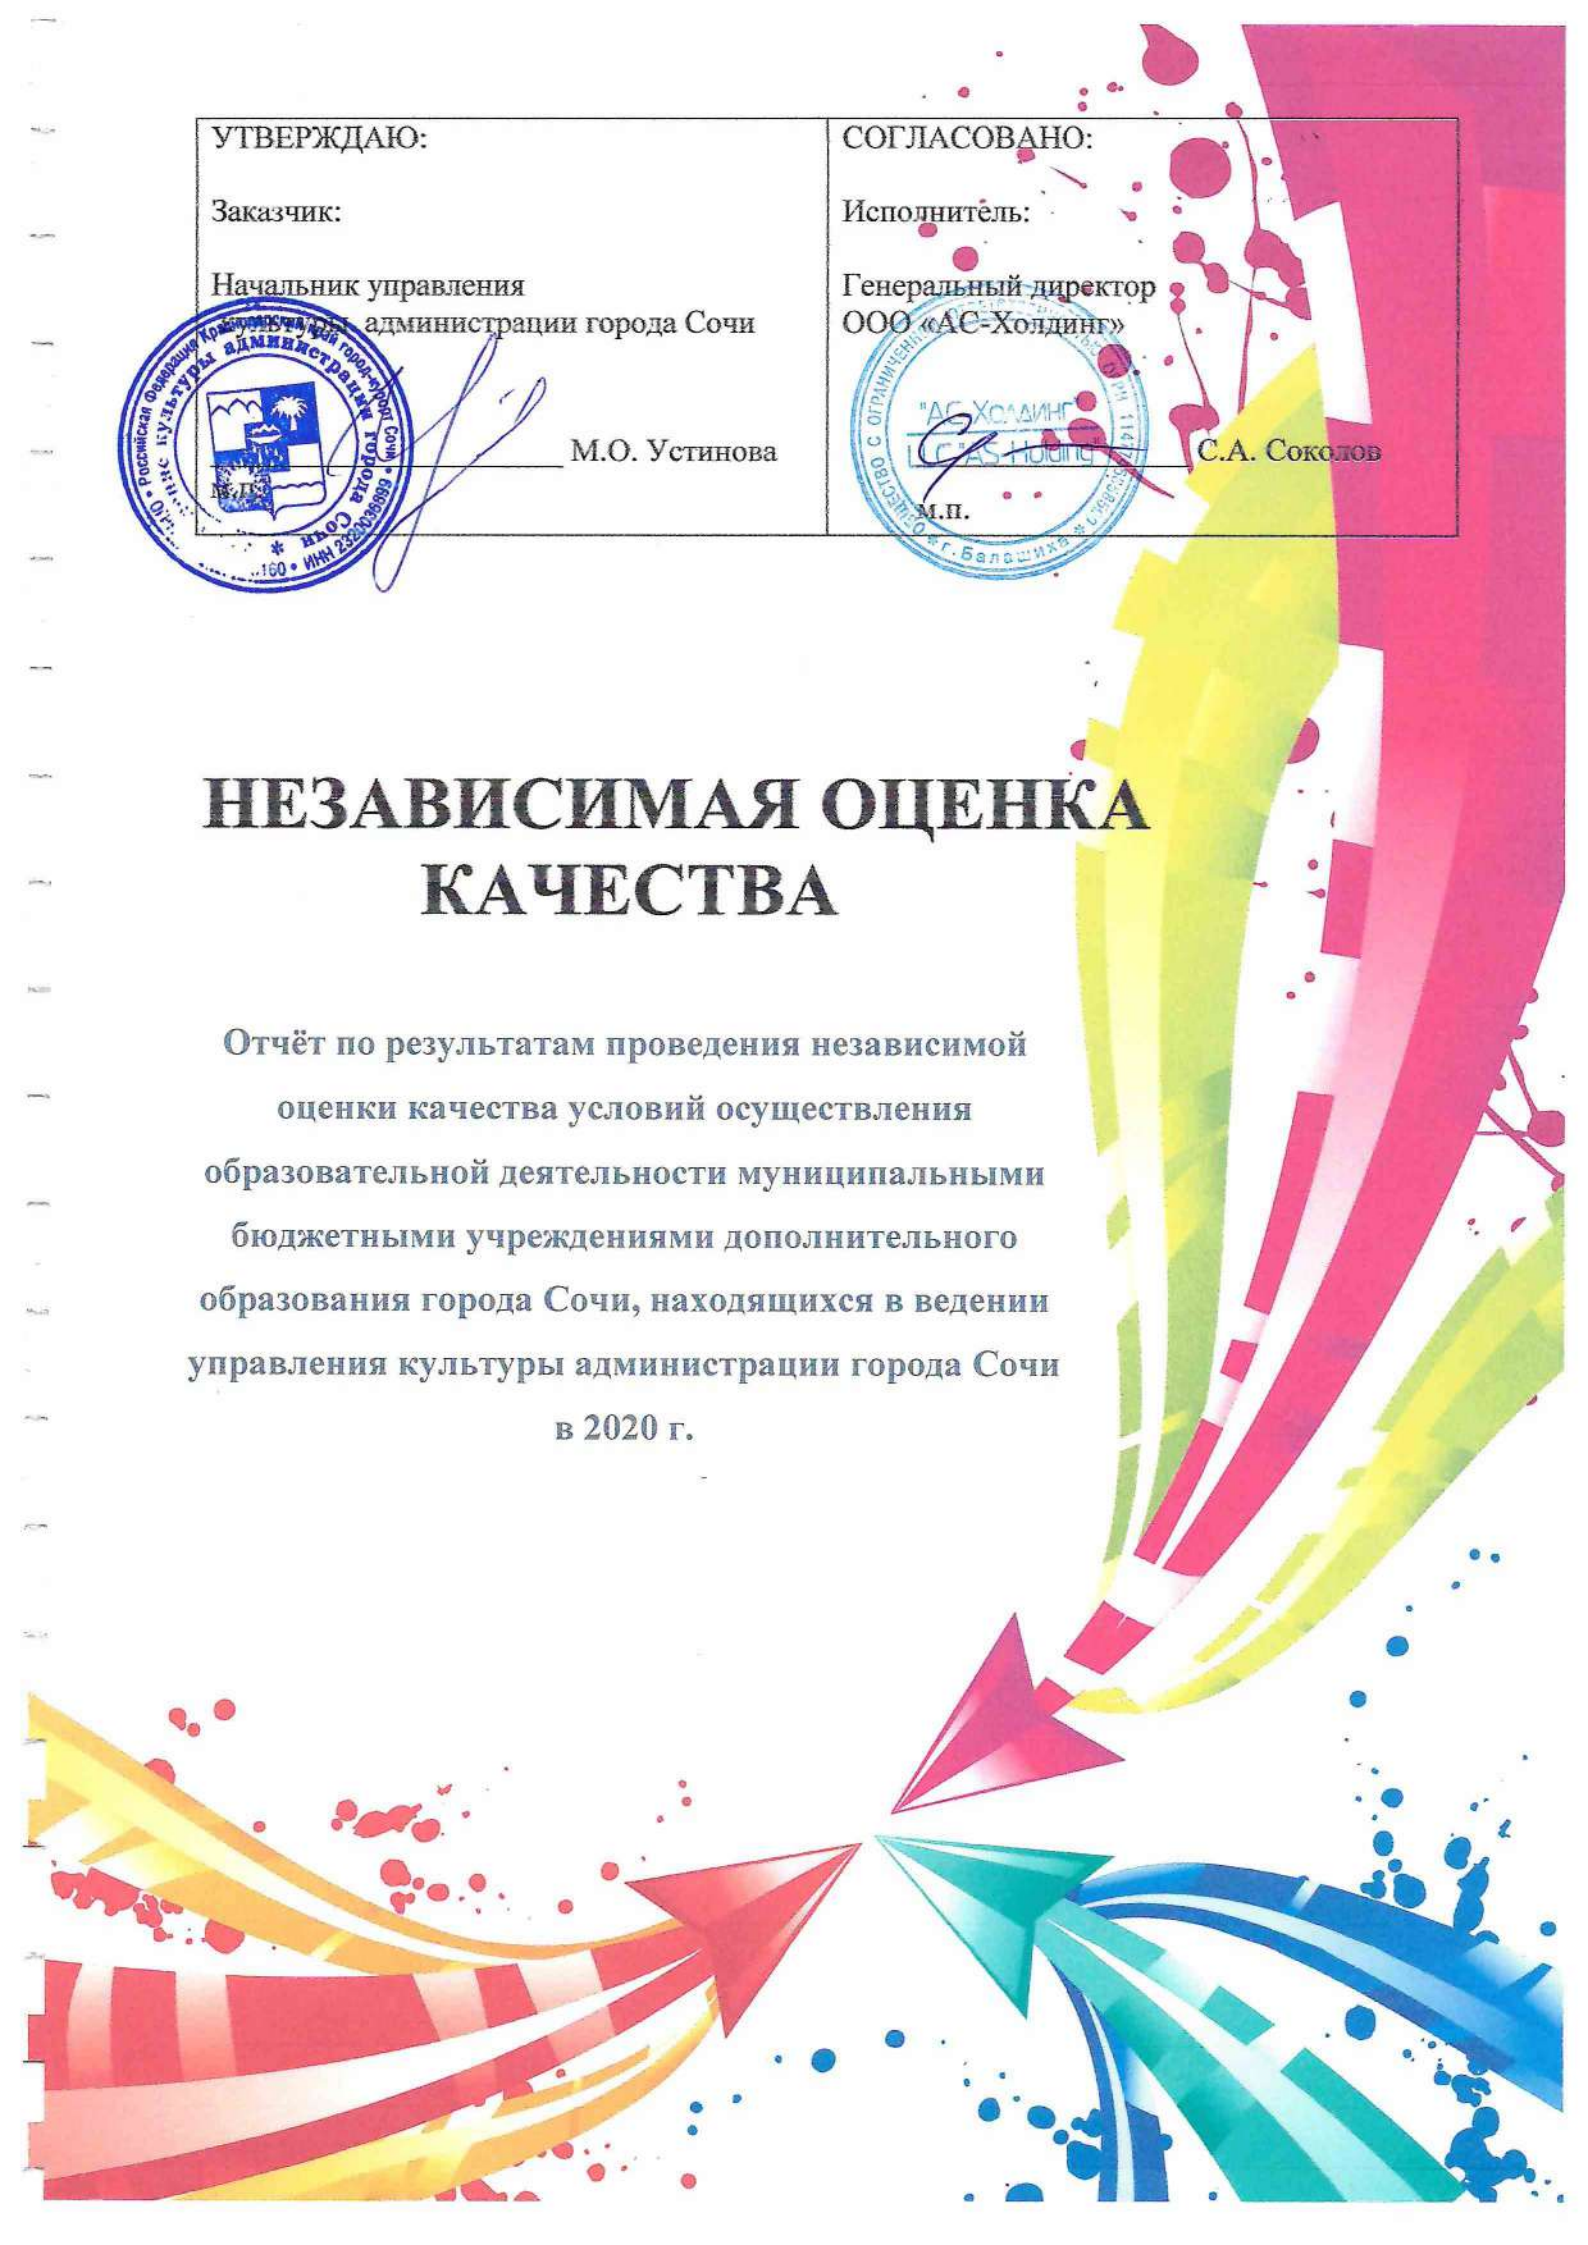 УТВЕРЖДАЮ:
Заказчик:
Начальник управления
культуры администрации города Сочи
М.О. Устинова
м.п.
СОГЛАСОВАНО:
Исполнитель:
Генеральный директор
ООО «АС-Холдинг»
С.А. Соколов
м.п.
Российская Федерация Краснодарский край город-курорт Сочи
культуры администрации города Сочи
ИНН 2320036899
ОБЩЕСТВО С ОГРАНИЧЕННОЙ
"АС-Холдинг"
"AS-Holding"
г. Балашиха
НЕЗАВИСИМАЯ ОЦЕНКА
КАЧЕСТВА
Отчёт по результатам проведения независимой
оценки качества условий осуществления
образовательной деятельности муниципальными
бюджетными учреждениями дополнительного
образования города Сочи, находящихся в ведении
управления культуры администрации города Сочи
в 2020 г.